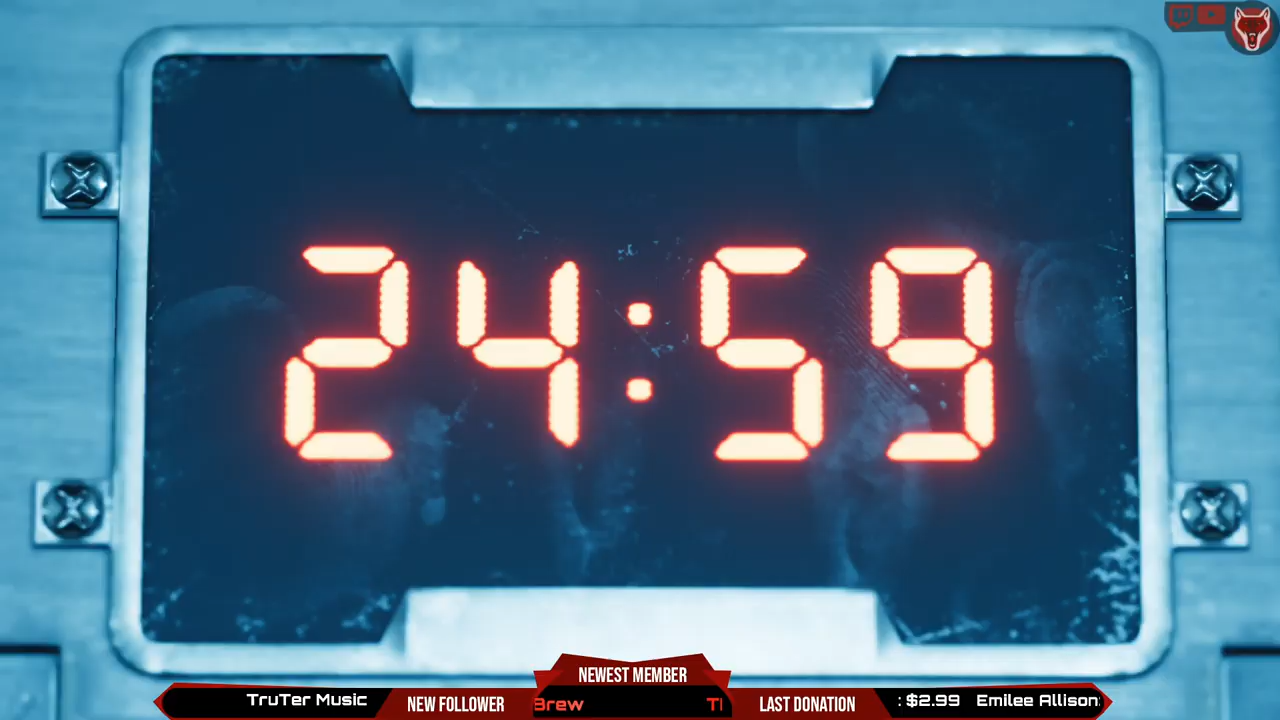 24:59
NEWEST MEMBER
TruTer Music NEW FOLLOWER Brew LAST DONATION : $2.99 Emilee Allison: